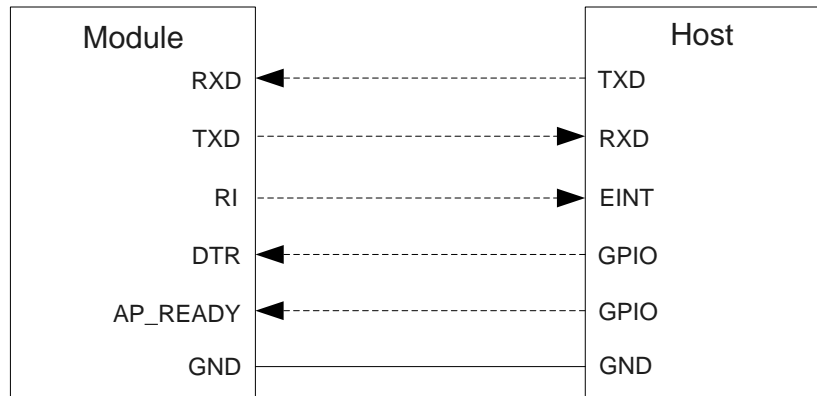 Module Host
RXD TXD
TXD RXD
RI EINT
DTR GPIO
AP_READY GPIO
GND GND